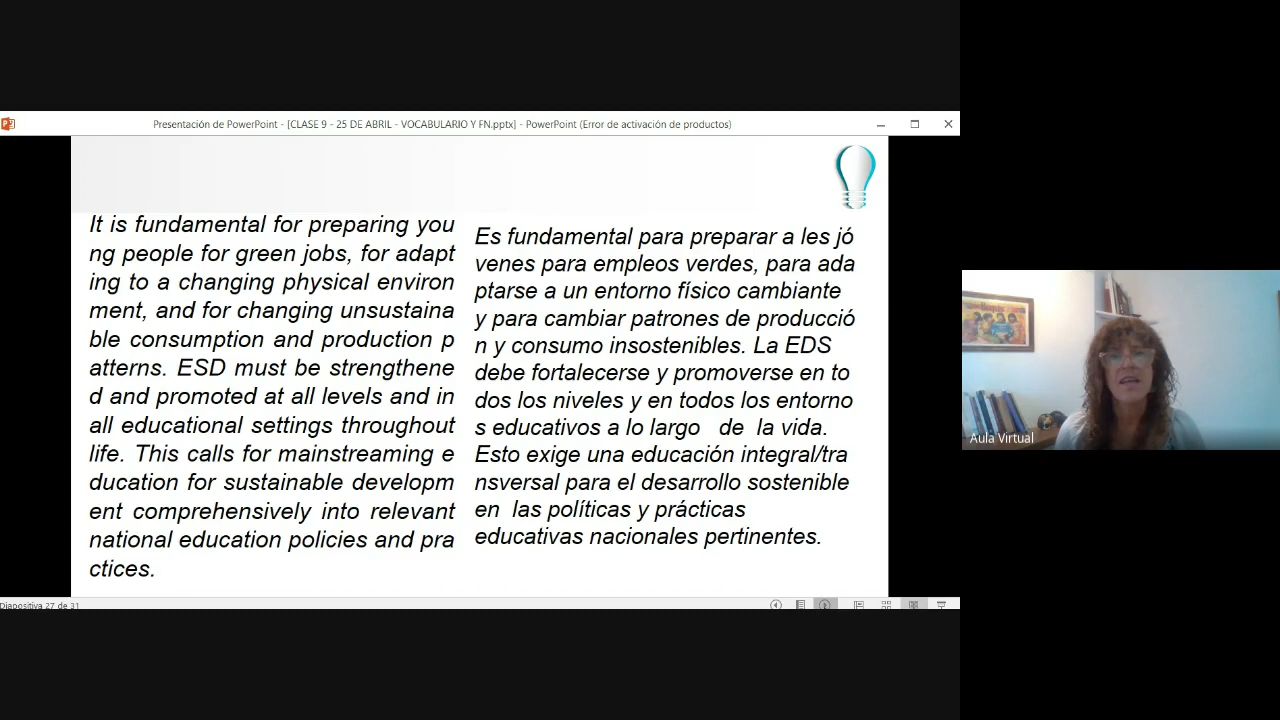 Presentación de PowerPoint - [CLASE 9 - 25 DE ABRIL - VOCABULARIO Y FN.pptx] - PowerPoint (Error de activación de productos)
It is fundamental for preparing you
ng people for green jobs, for adapt
ing to a changing physical environ
ment, and for changing unsustaina
ble consumption and production p
atterns. ESD must be strengthene
d and promoted at all levels and in
all educational settings throughout
life. This calls for mainstreaming e
ducation for sustainable developm
ent comprehensively into relevant
national education policies and pra
ctices.
Es fundamental para preparar a les jó
venes para empleos verdes, para ada
ptarse a un entorno físico cambiante
y para cambiar patrones de producció
n y consumo insostenibles. La EDS
debe fortalecerse y promoverse en to
dos los niveles y en todos los entorno
s educativos a lo largo de la vida.
Esto exige una educación integral/tra
nsversal para el desarrollo sostenible
en las políticas y prácticas
educativas nacionales pertinentes.
Diapositiva 27 de 31
Aula Virtual